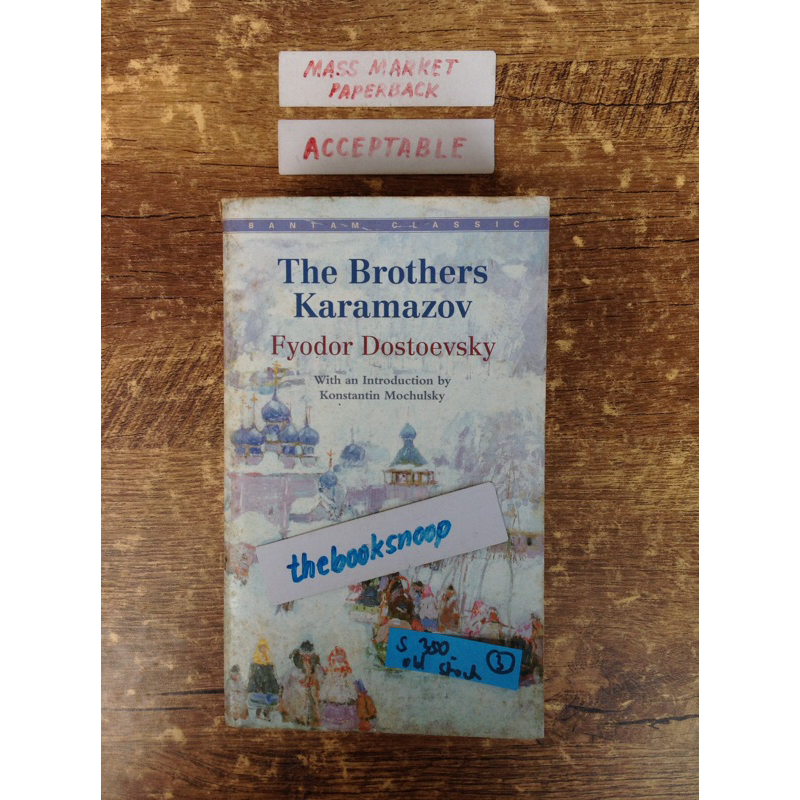 MASS MARKET
PAPERBACK
ACCEPTABLE
BANTAM CLASSIC
The Brothers
Karamazov
Fyodor Dostoevsky
With an Introduction by
Konstantin Mochulsky
thebooksnoop
S 350
old stock 3